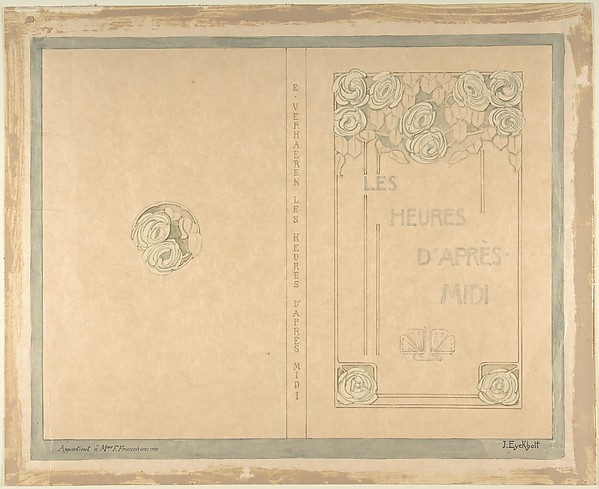 E. VERHAEREN LES HEURES D'APRÈS MIDI
LES
HEURES
D'APRÈS-
MIDI
Appartient à Mme F. Franchomme
J. Eyckholt